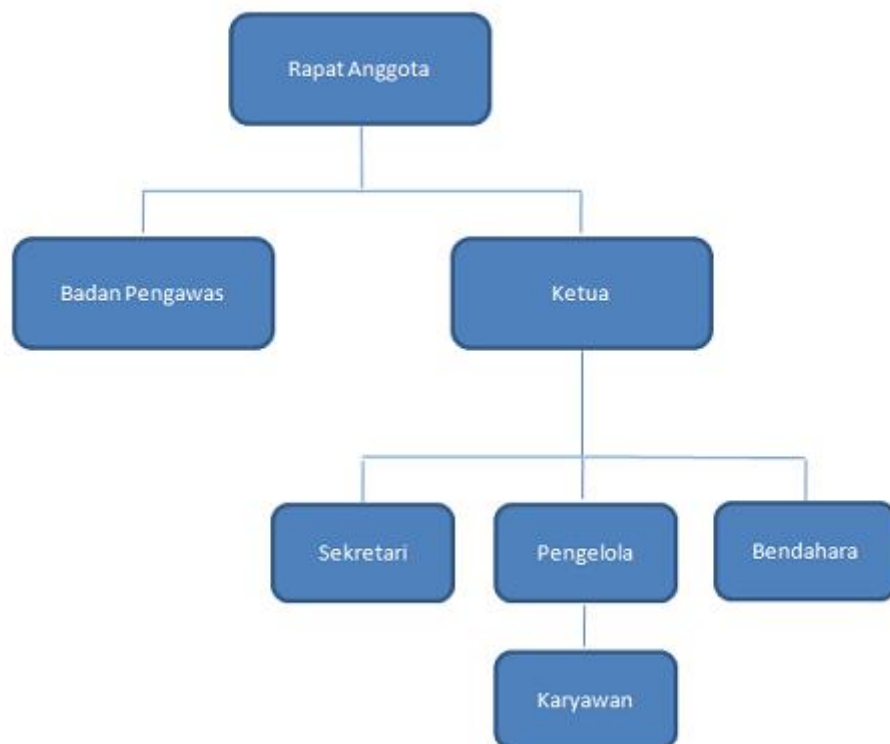 Rapat Anggota
Badan Pengawas
Ketua
Sekretari
Pengelola
Bendahara
Karyawan